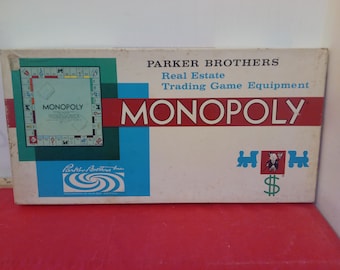 PARKER BROTHERS
Real Estate
Trading Game Equipment
MONOPOLY
MONOPOLY
Parker Brothers Inc
$